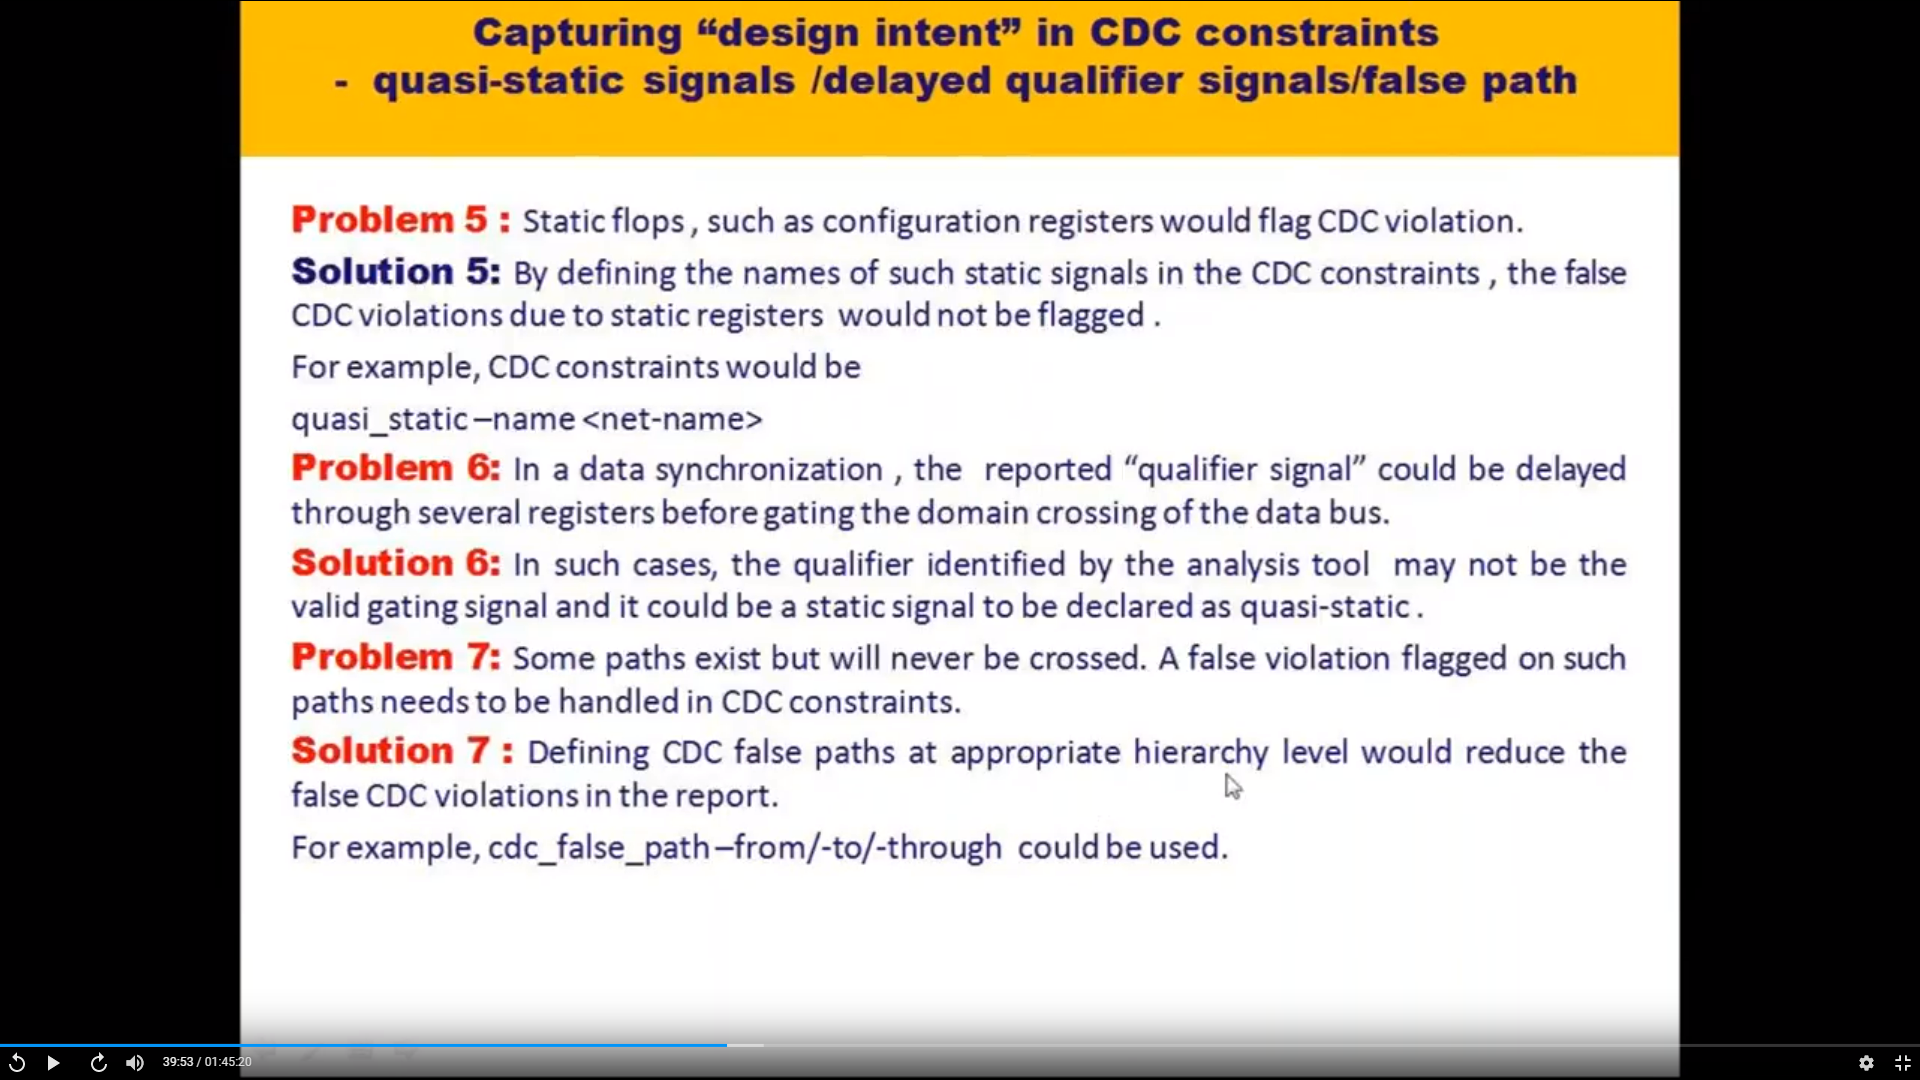 Capturing “design intent” in CDC constraints
- quasi-static signals /delayed qualifier signals/false path
Problem 5 : Static flops , such as configuration registers would flag CDC violation.
Solution 5: By defining the names of such static signals in the CDC constraints , the false
CDC violations due to static registers would not be flagged .
For example, CDC constraints would be
quasi_static –name <net-name>
Problem 6: In a data synchronization , the reported “qualifier signal” could be delayed
through several registers before gating the domain crossing of the data bus.
Solution 6: In such cases, the qualifier identified by the analysis tool may not be the
valid gating signal and it could be a static signal to be declared as quasi-static .
Problem 7: Some paths exist but will never be crossed. A false violation flagged on such
paths needs to be handled in CDC constraints.
Solution 7 : Defining CDC false paths at appropriate hierarchy level would reduce the
false CDC violations in the report.
For example, cdc_false_path –from/-to/-through could be used.
39:53 / 01:45:20